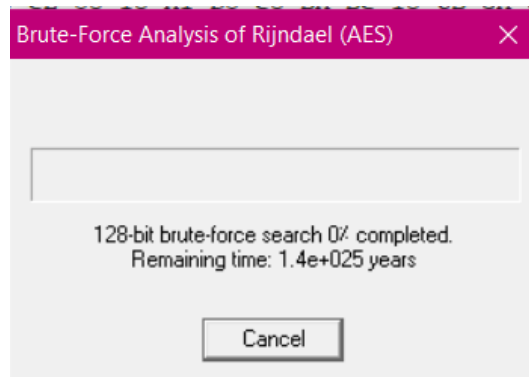 Brute-Force Analysis of Rijndael (AES)
128-bit brute-force search 0% completed.
Remaining time: 1.4e+025 years
Cancel